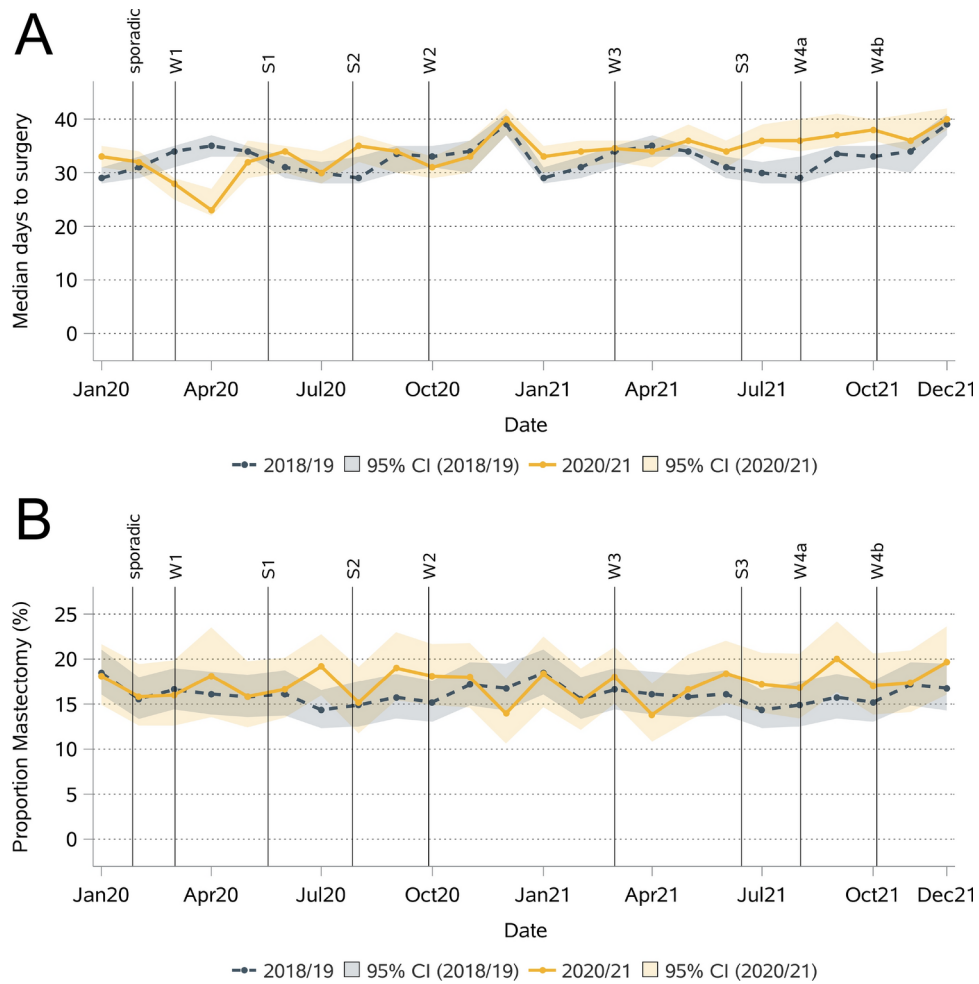 A
sporadic W1 S1 S2 W2 W3 S3 W4a W4b
Median days to surgery
40
30
20
10
0
Jan20 Apr20 Jul20 Oct20 Jan21 Apr21 Jul21 Oct21 Dec21
Date
2018/19 95% CI (2018/19) 2020/21 95% CI (2020/21)
B
sporadic W1 S1 S2 W2 W3 S3 W4a W4b
Proportion Mastectomy (%)
25
20
15
10
5
0
Jan20 Apr20 Jul20 Oct20 Jan21 Apr21 Jul21 Oct21 Dec21
Date
2018/19 95% CI (2018/19) 2020/21 95% CI (2020/21)